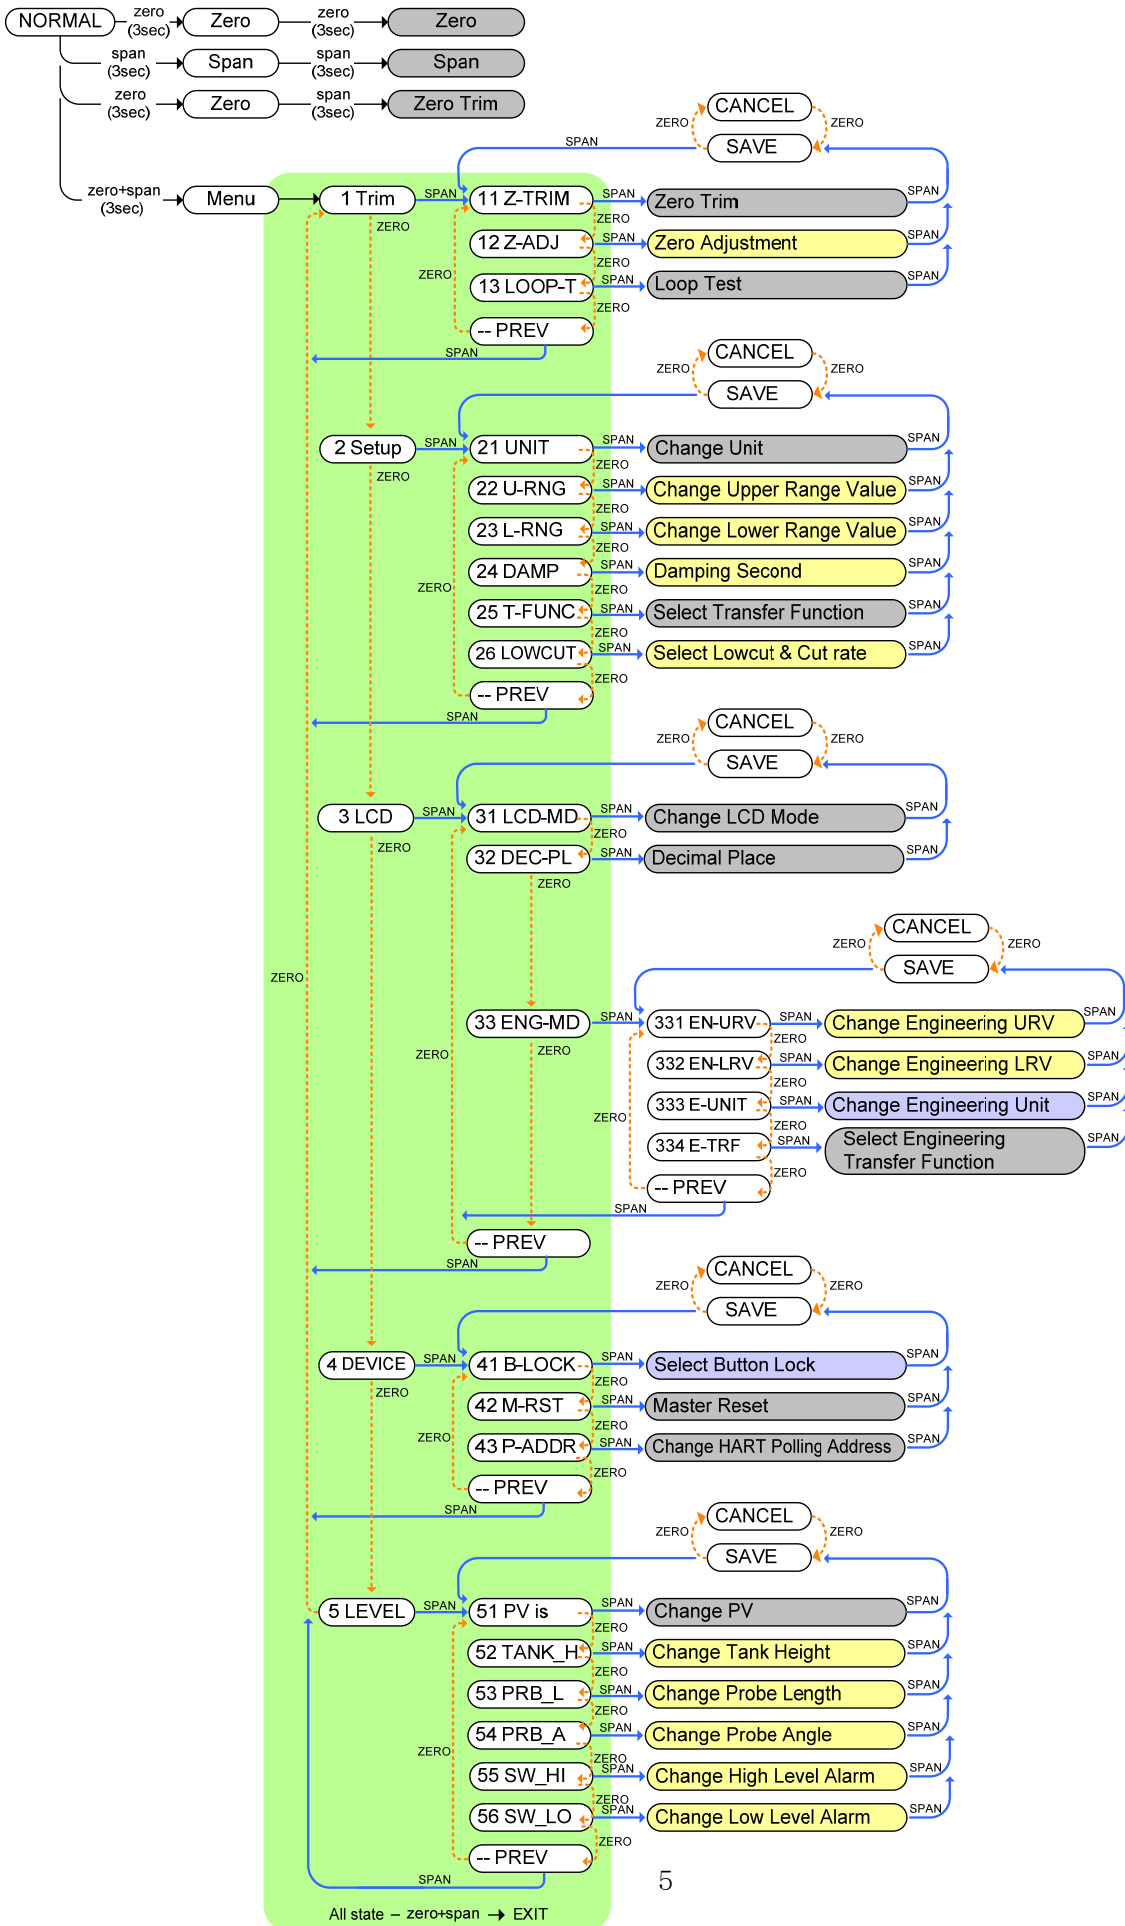 NORMAL zero (3sec) Zero zero (3sec) Zero
span (3sec) Span span (3sec) Span
zero (3sec) Zero span (3sec) Zero Trim
zero+span (3sec) Menu
CANCEL
ZERO ZERO
SAVE
SPAN
1 Trim SPAN 11 Z-TRIM SPAN Zero Trim SPAN
ZERO ZERO
12 Z-ADJ SPAN Zero Adjustment SPAN
ZERO ZERO
13 LOOP-T SPAN Loop Test SPAN
ZERO
-- PREV
SPAN
CANCEL
ZERO ZERO
SAVE
2 Setup SPAN 21 UNIT SPAN Change Unit SPAN
ZERO ZERO
22 U-RNG SPAN Change Upper Range Value SPAN
ZERO
23 L-RNG SPAN Change Lower Range Value SPAN
ZERO
24 DAMP SPAN Damping Second SPAN
ZERO ZERO
25 T-FUNC SPAN Select Transfer Function SPAN
ZERO
26 LOWCUT SPAN Select Lowcut & Cut rate SPAN
ZERO
-- PREV
SPAN
CANCEL
ZERO ZERO
SAVE
3 LCD SPAN 31 LCD-MD SPAN Change LCD Mode SPAN
ZERO ZERO
32 DEC-PL SPAN Decimal Place SPAN
ZERO
CANCEL
ZERO ZERO
SAVE
ZERO
33 ENG-MD SPAN 331 EN-URV SPAN Change Engineering URV SPAN
ZERO ZERO ZERO
332 EN-LRV SPAN Change Engineering LRV SPAN
ZERO
333 E-UNIT SPAN Change Engineering Unit SPAN
ZERO ZERO
334 E-TRF SPAN Select Engineering Transfer Function SPAN
ZERO
-- PREV
SPAN
-- PREV
SPAN
CANCEL
ZERO ZERO
SAVE
4 DEVICE SPAN 41 B-LOCK SPAN Select Button Lock SPAN
ZERO ZERO
42 M-RST SPAN Master Reset SPAN
ZERO ZERO
43 P-ADDR SPAN Change HART Polling Address SPAN
ZERO
-- PREV
SPAN
CANCEL
ZERO ZERO
SAVE
5 LEVEL SPAN 51 PV is SPAN Change PV SPAN
ZERO
52 TANK_H SPAN Change Tank Height SPAN
ZERO
53 PRB_L SPAN Change Probe Length SPAN
ZERO
54 PRB_A SPAN Change Probe Angle SPAN
ZERO ZERO
55 SW_HI SPAN Change High Level Alarm SPAN
ZERO
56 SW_LO SPAN Change Low Level Alarm SPAN
ZERO
-- PREV
SPAN
5
All state – zero+span → EXIT